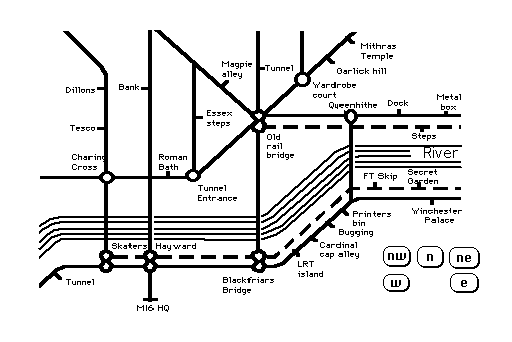 Mithras
Temple
Magpie
alley
Tunnel
Garlick hill
Dillons
Bank
Wardrobe
court
Queenhithe
Dock
Metal
box
Essex
steps
Tesco
Old
rail
bridge
Steps
River
Charing
Cross
Roman
Bath
FT Skip
Secret
Garden
Tunnel
Entrance
Printers
bin
Bugging
Winchester
Palace
Skaters
Hayward
Cardinal
cap alley
LRT
island
nw
n
ne
Tunnel
Blackfriars
Bridge
w
e
M16 HQ